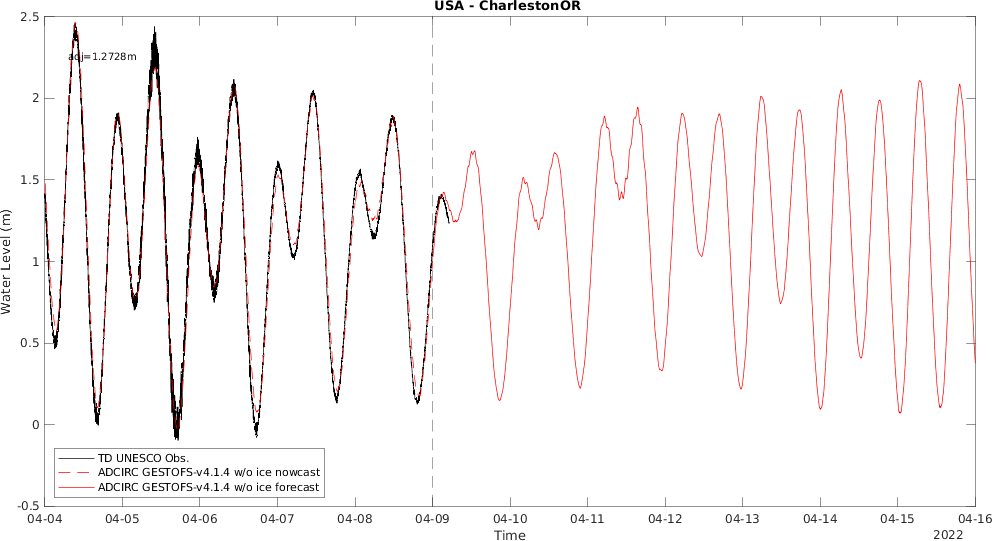 USA - CharlestonOR
2.5
adj=1.2728m
2
1.5
Water Level (m)
1
0.5
0
TD UNESCO Obs.
ADCIRC GESTOFS-v4.1.4 w/o ice nowcast
ADCIRC GESTOFS-v4.1.4 w/o ice forecast
-0.5
04-04 04-05 04-06 04-07 04-08 04-09 04-10 04-11 04-12 04-13 04-14 04-15 04-16
Time 2022